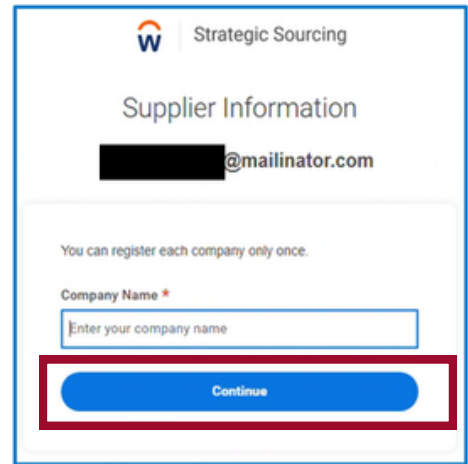 Strategic Sourcing
Supplier Information
@mailinator.com
You can register each company only once.
Company Name *
Enter your company name
Continue